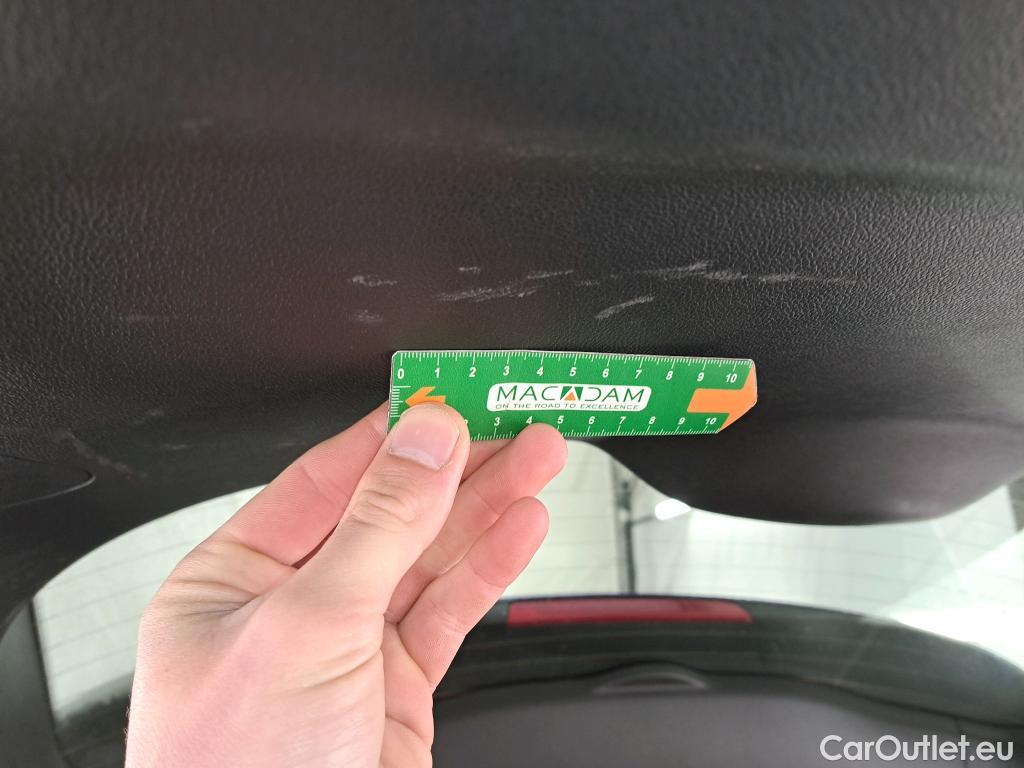 0 1 2 3 4 5 6 7 8 9 10
MACADAM
ON THE ROAD TO EXCELLENCE
2 3 4 5 6 7 8 9 10
CarOutlet.eu